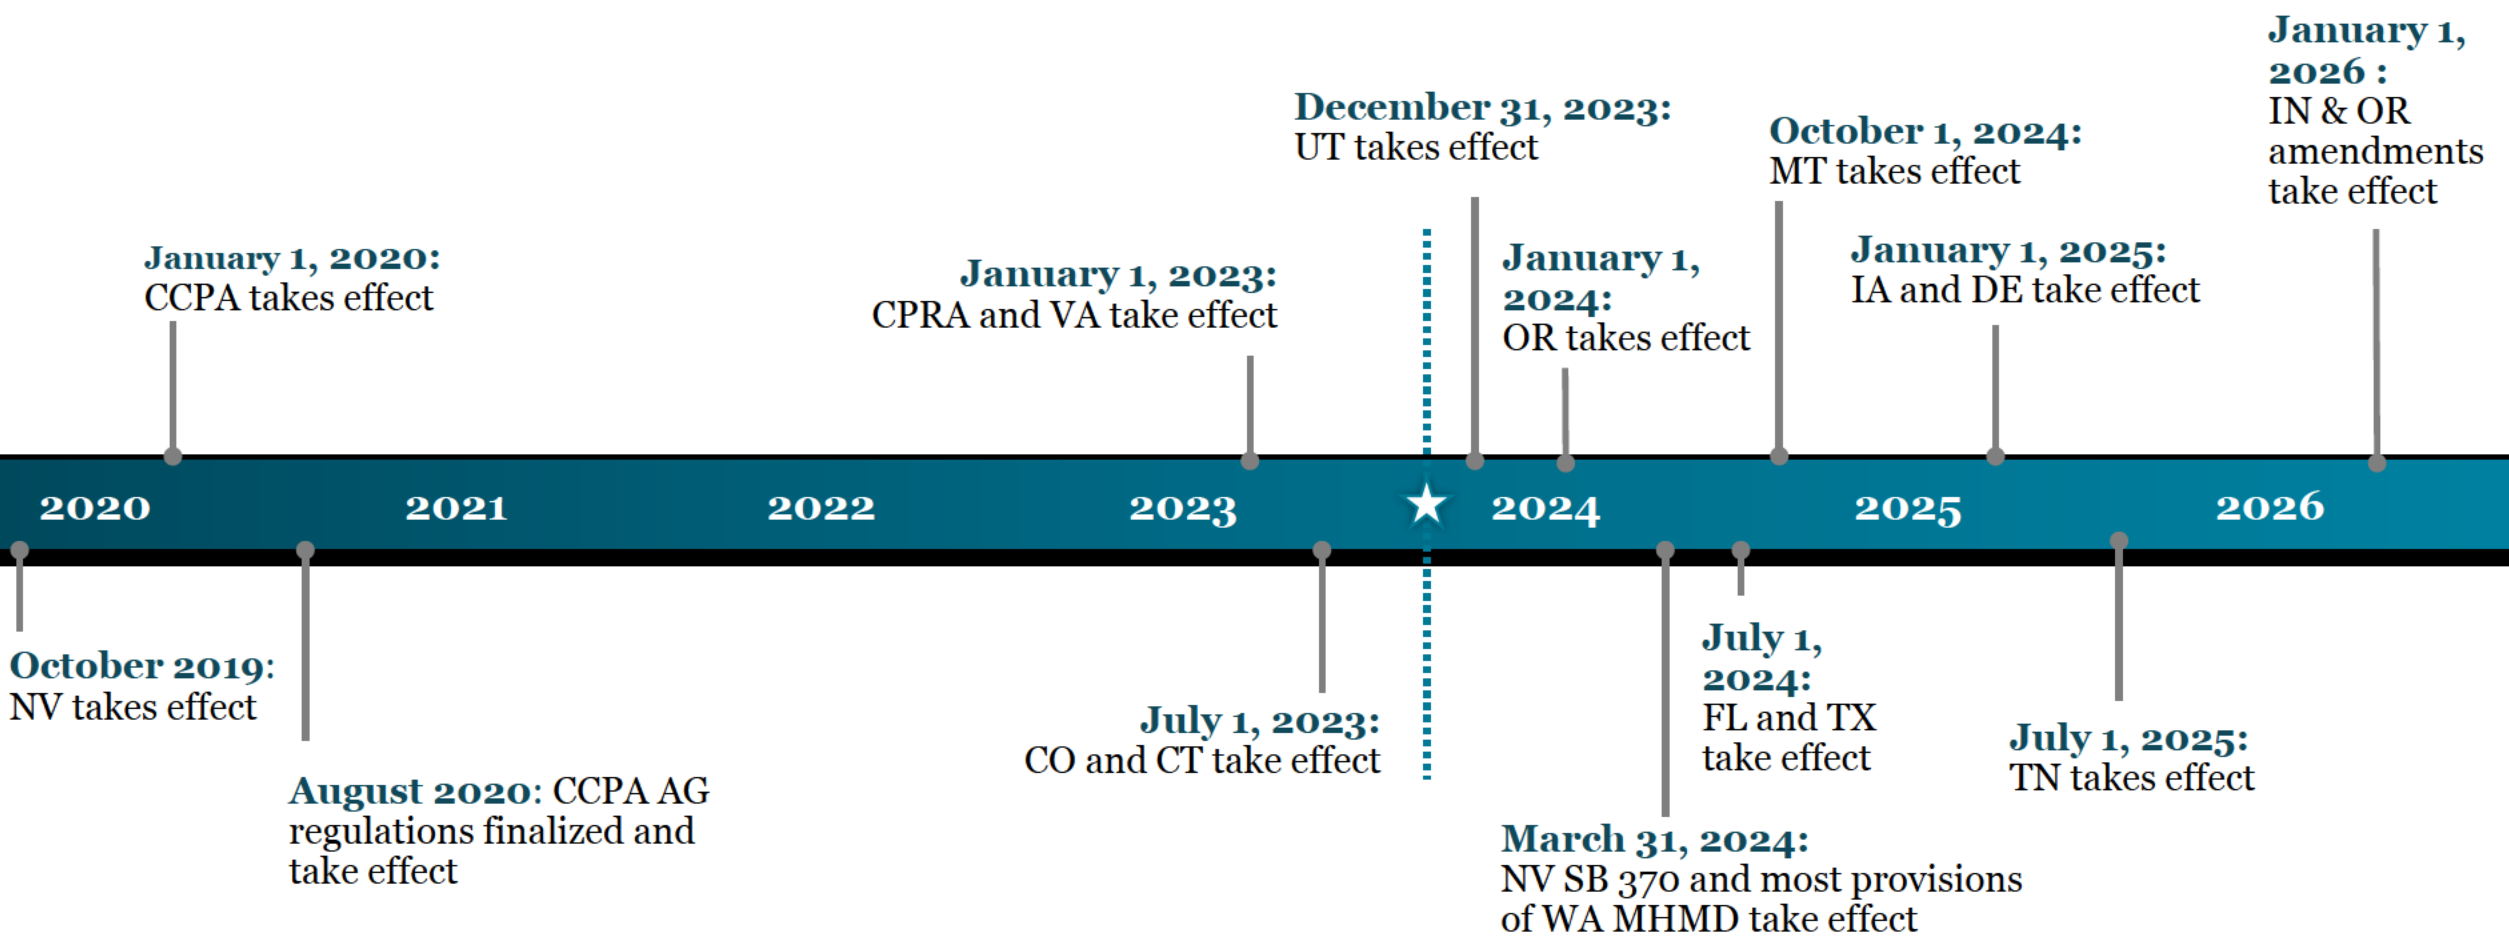 January 1,
2026 :
IN & OR
amendments
take effect
December 31, 2023:
UT takes effect
October 1, 2024:
MT takes effect
January 1, 2020:
CCPA takes effect
January 1, 2023:
CPRA and VA take effect
January 1,
2024:
OR takes effect
January 1, 2025:
IA and DE take effect
2020
2021
2022
2023
2024
2025
2026
October 2019:
NV takes effect
August 2020: CCPA AG
regulations finalized and
take effect
July 1, 2023:
CO and CT take effect
July 1,
2024:
FL and TX
take effect
July 1, 2025:
TN takes effect
March 31, 2024:
NV SB 370 and most provisions
of WA MHMD take effect